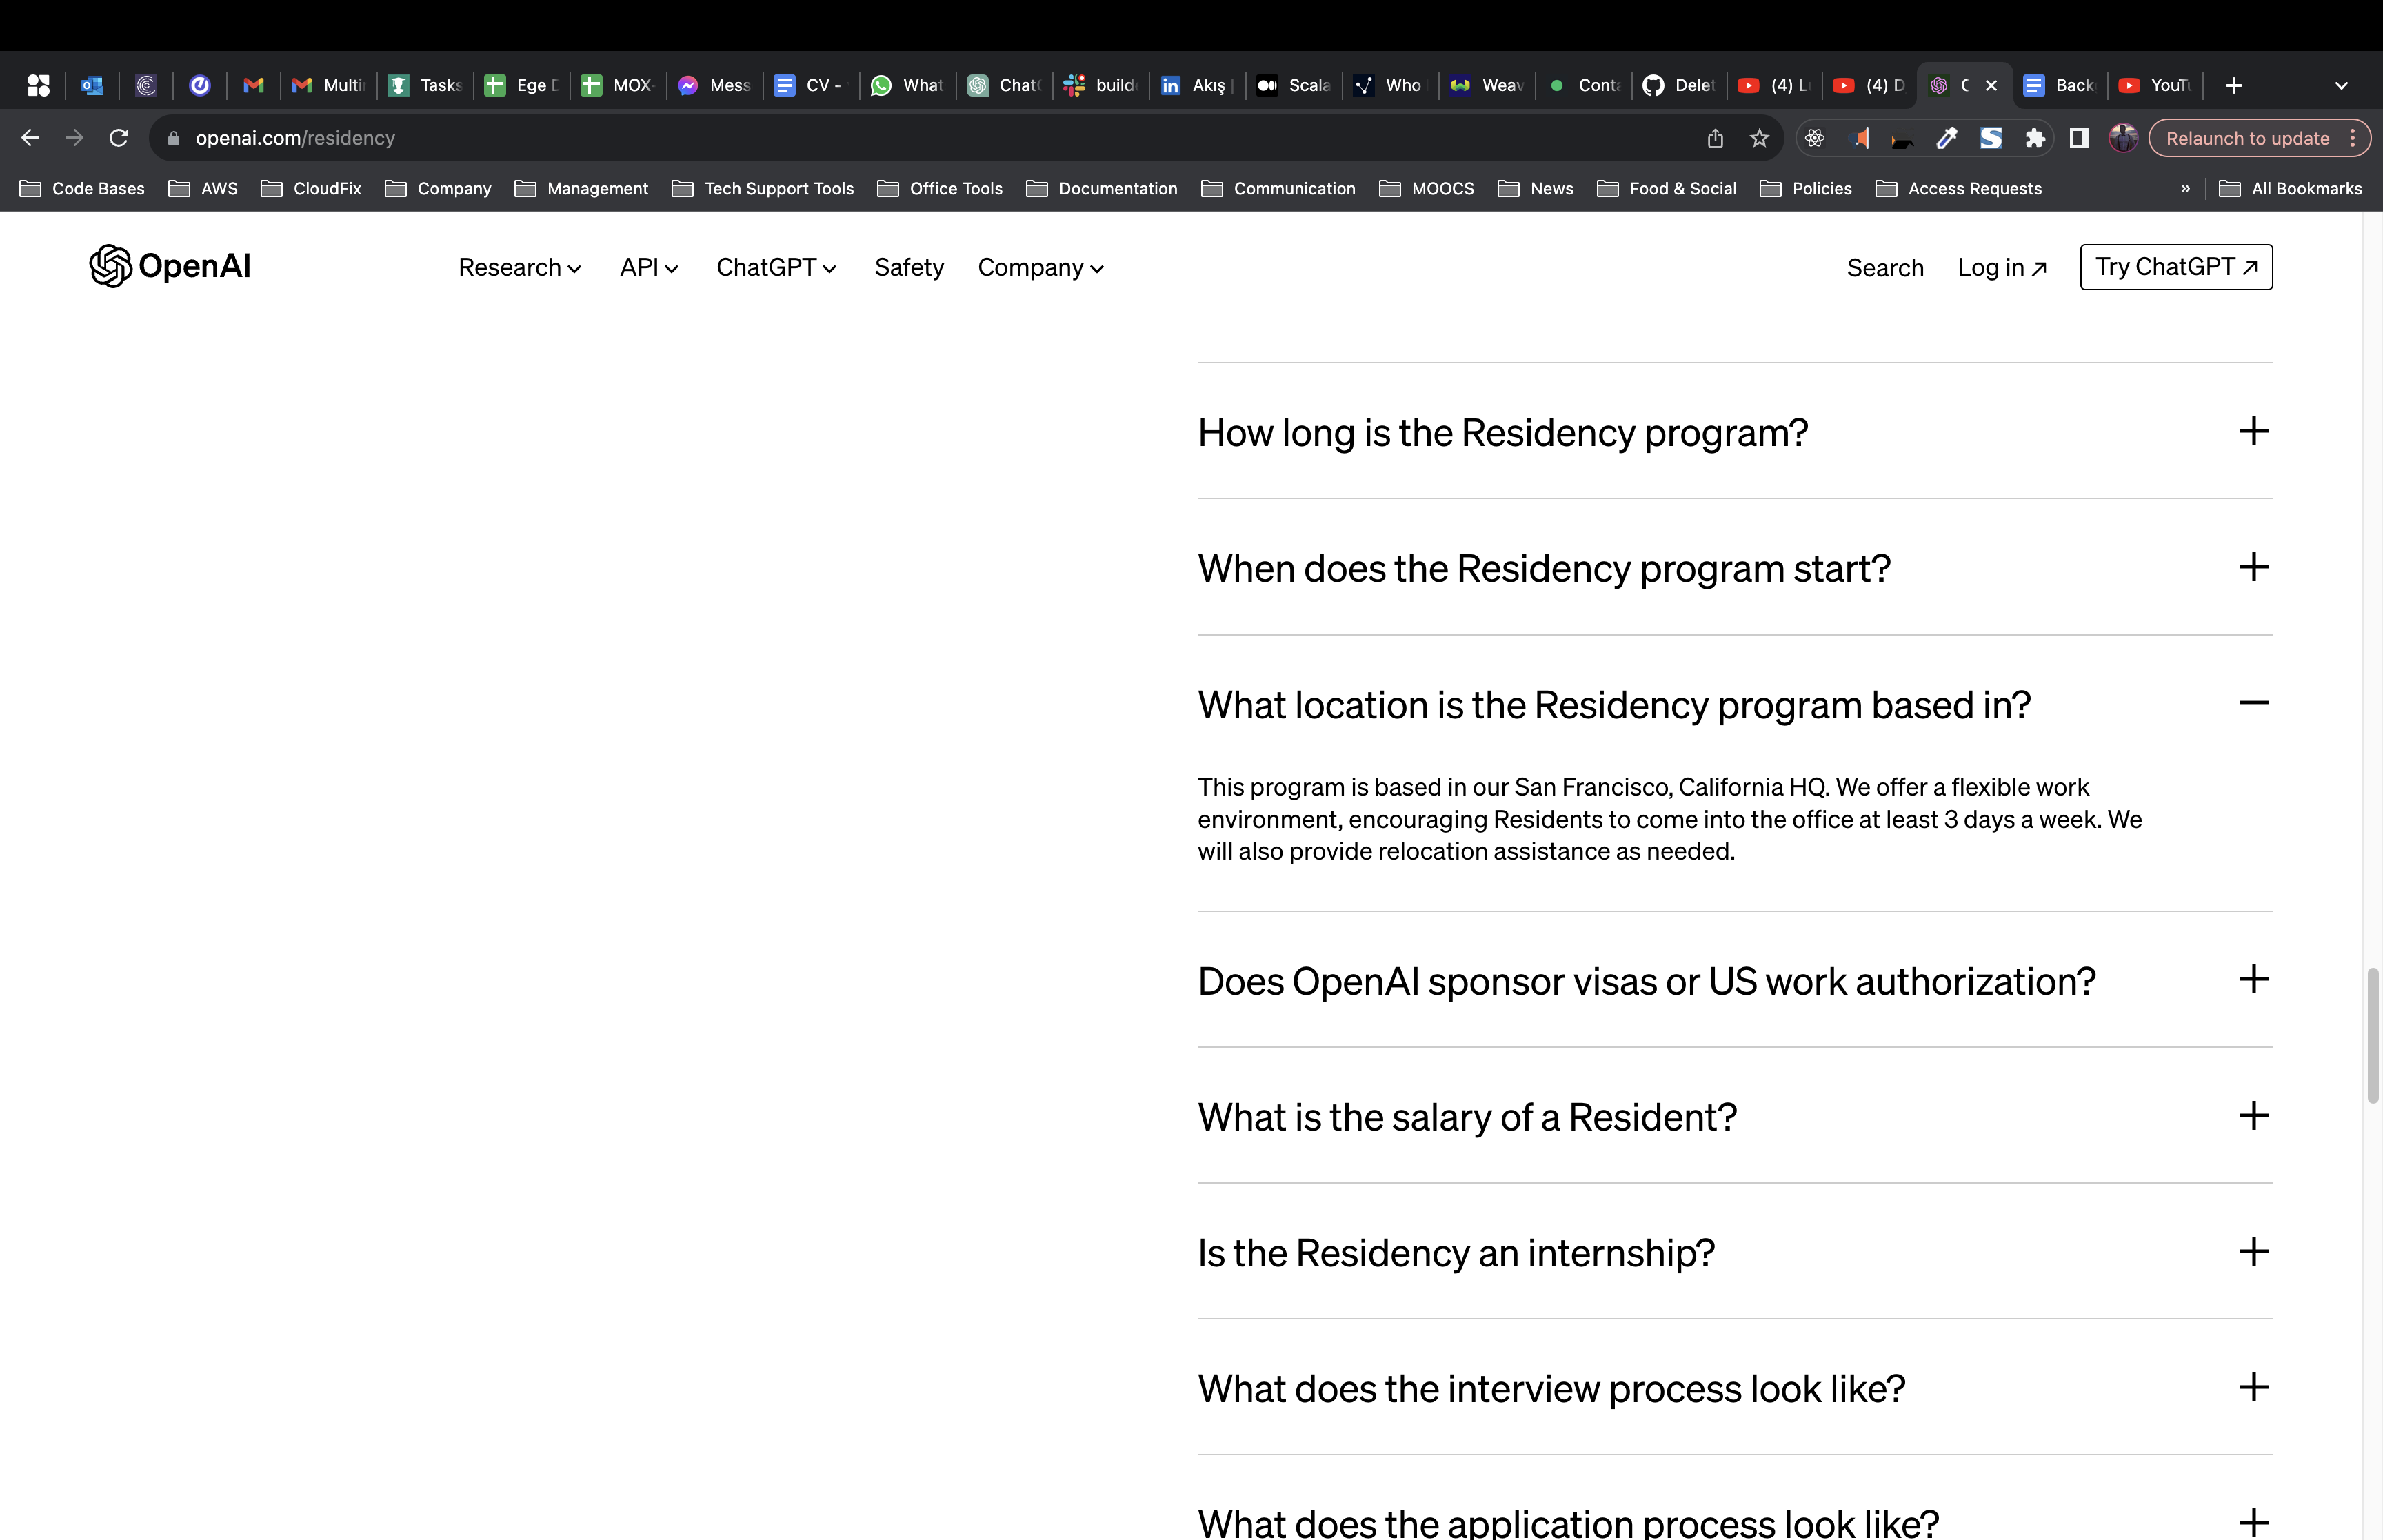 Multi
Tasks
Ege D
MOX-
Mess
CV -
What
Chat
build
Akış
Scala
Who
Weav
Conta
Delet
(4) L
(4) D
Back
YouTu
openai.com/residency
Relaunch to update
Code Bases
AWS
CloudFix
Company
Management
Tech Support Tools
Office Tools
Documentation
Communication
MOOCS
News
Food & Social
Policies
Access Requests
»
All Bookmarks
OpenAI
Research
API
ChatGPT
Safety
Company
Search
Log in ↗
Try ChatGPT ↗
How long is the Residency program?
When does the Residency program start?
What location is the Residency program based in?
This program is based in our San Francisco, California HQ. We offer a flexible work
environment, encouraging Residents to come into the office at least 3 days a week. We
will also provide relocation assistance as needed.
Does OpenAI sponsor visas or US work authorization?
What is the salary of a Resident?
Is the Residency an internship?
What does the interview process look like?
What does the application process look like?